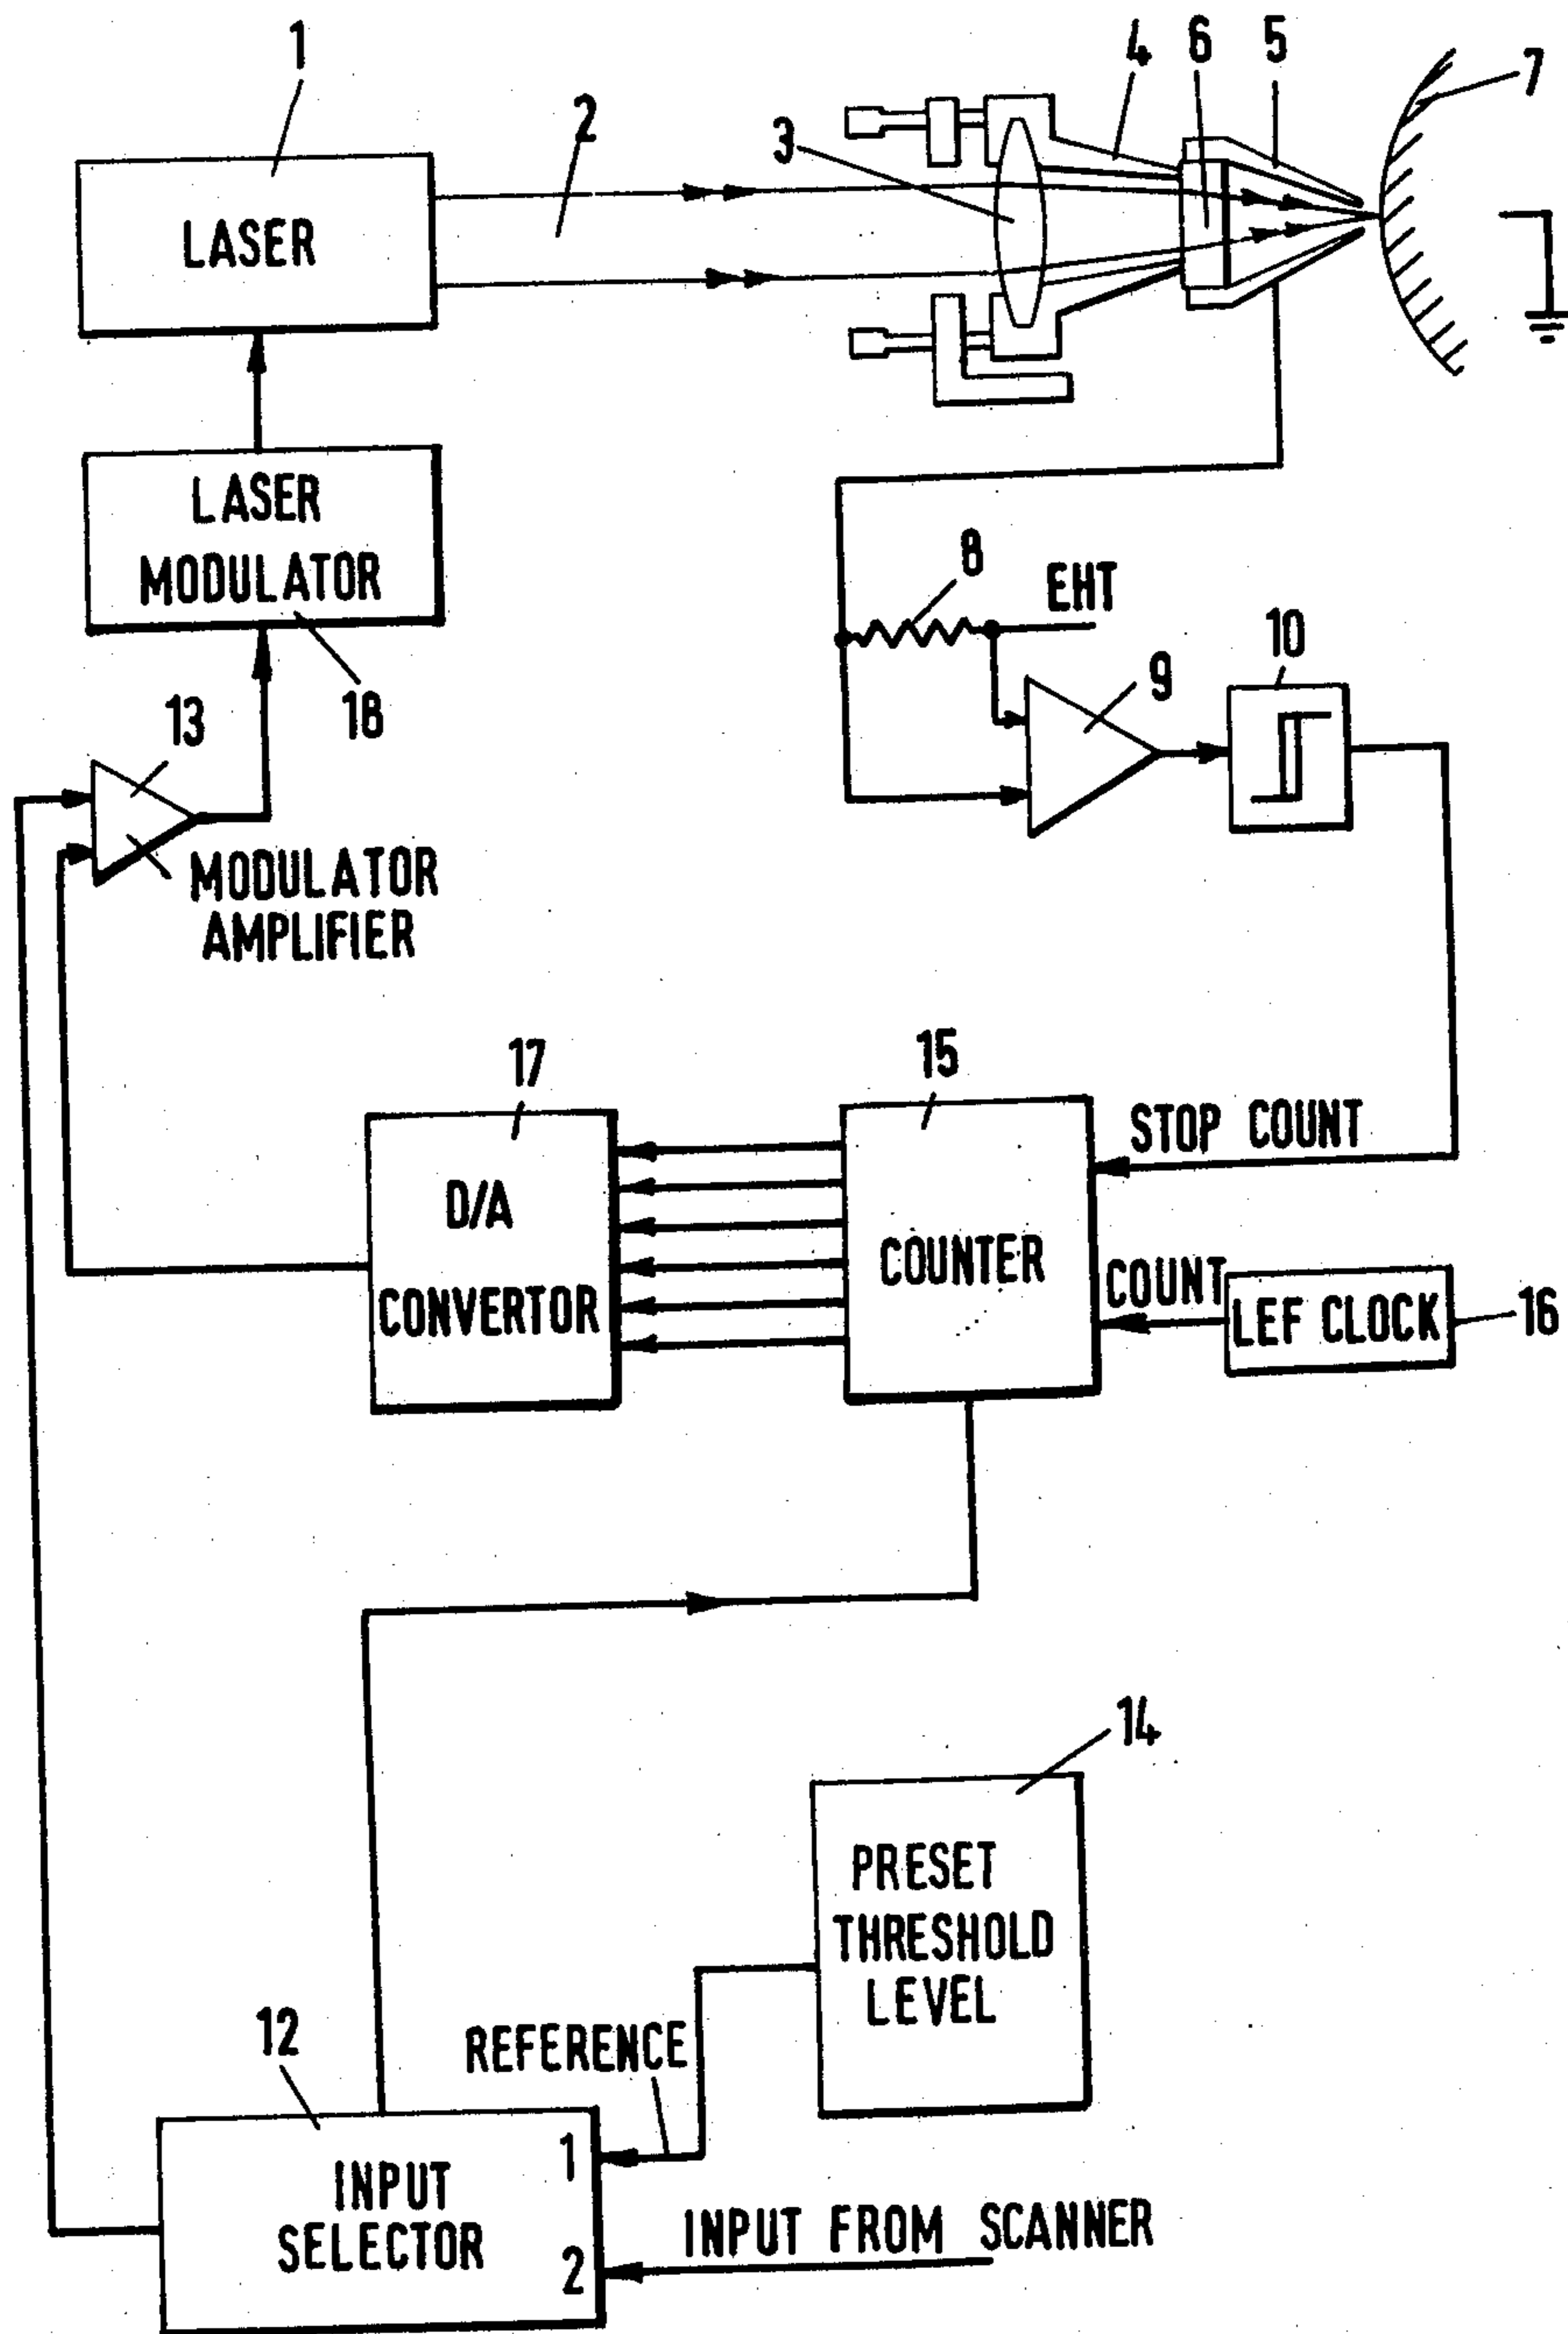 1
2
3
4
6
5
7
LASER
LASER
MODULATOR
18
13
MODULATOR
AMPLIFIER
8
EHT
9
10
17
D/A
CONVERTOR
15
COUNTER
STOP COUNT
COUNT
LEF CLOCK
16
14
PRESET
THRESHOLD
LEVEL
REFERENCE
12
INPUT
SELECTOR
1
2
INPUT FROM SCANNER